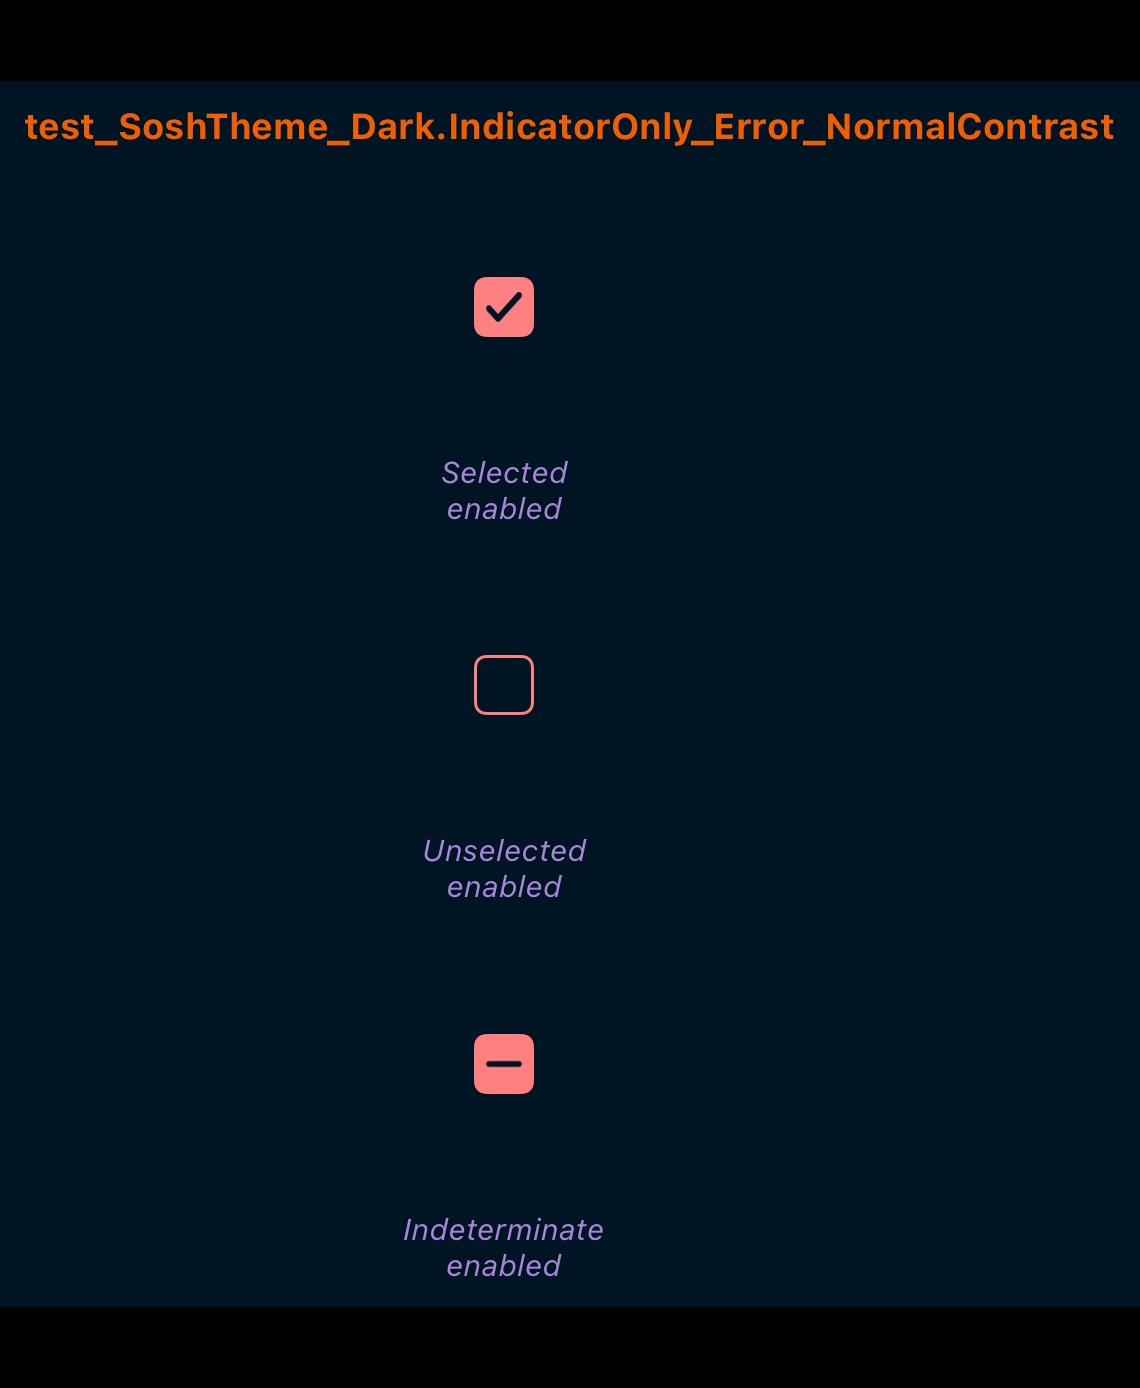 test_SoshTheme_Dark.IndicatorOnly_Error_NormalContrast
Selected
enabled
Unselected
enabled
Indeterminate
enabled